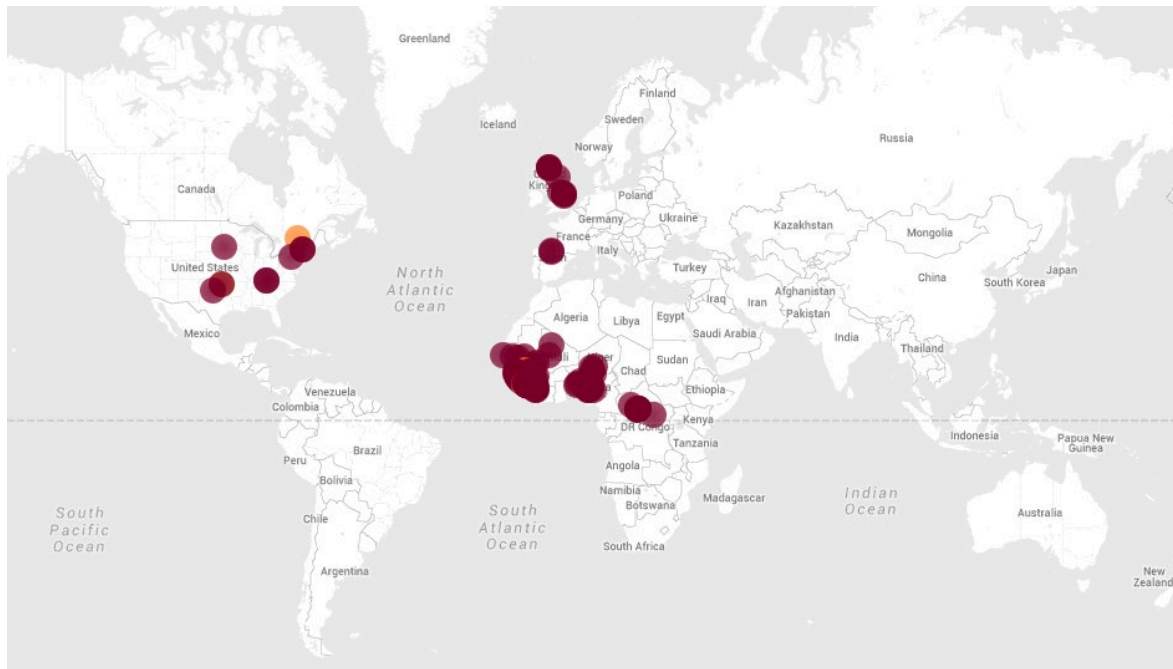 Greenland
Iceland
Finland
Sweden
Norway
Russia
Canada
Poland
Germany
Ukraine
Kazakhstan
Mongolia
France
Italy
United States
North
Atlantic
Ocean
Turkey
China
South Korea
Japan
Iraq
Iran
Afghanistan
Pakistan
Algeria
Libya
Egypt
Saudi Arabia
India
Mexico
Thailand
Chad
Sudan
Ethiopia
Venezuela
Colombia
Kenya
DR Congo
Tanzania
Indonesia
Papua New
Guinea
Peru
Brazil
Angola
Bolivia
Namibia
Botswana
Madagascar
Indian
Ocean
South
Pacific
Ocean
Chile
South
Atlantic
Ocean
Australia
South Africa
Argentina
New
Zealand